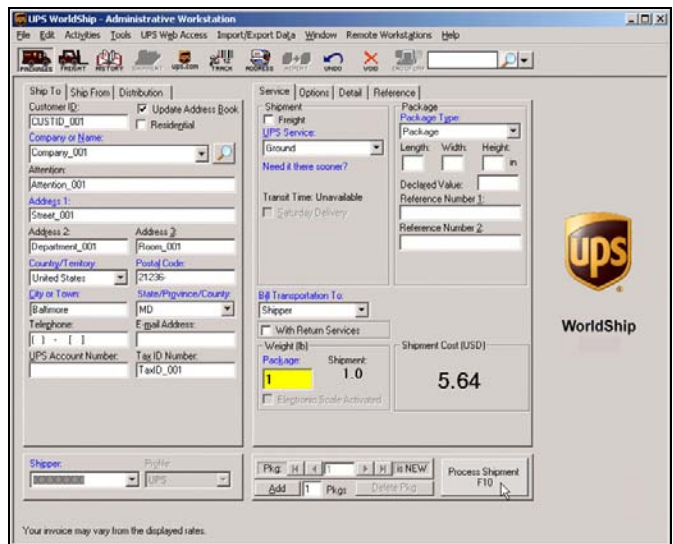 UPS WorldShip - Administrative Workstation
File Edit Activities Tools UPS Web Access Import/Export Data Window Remote Workstations Help
PACKAGES FREIGHT HISTORY SHIPMENT ups.com TRACK ADDRESS REPEAT UNDO VOID
Ship To Ship From Distribution
Customer ID: Update Address Book
CUSTID_001 Residential
Company or Name:
Company_001
Attention:
Attention_001
Address 1:
Street_001
Address 2: Address 3:
Department_001 Room_001
Country/Territory Postal Code:
United States 21236-
City or Town: State/Province/County:
Baltimore MD
Telephone: E-mail Address:
[ ] - [ ]
UPS Account Number: Tax ID Number:
TaxID_001
Shipper: Profile:
UPS
Service Options Detail Reference
Shipment
Freight
UPS Service:
Ground
Need it there sooner?
Transit Time: Unavailable
Saturday Delivery
Package
Package Type:
Package
Length: Width: Height:
in
Declared Value:
Reference Number 1:
Reference Number 2:
Bill Transportation To:
Shipper
With Return Services
Weight (lb)
Package: Shipment:
1 1.0
Electronic Scale Activated
Shipment Cost (USD)
5.64
Pkg: 1 is NEW
Add 1 Pkgs Delete Pkg
Process Shipment
F10
ups
WorldShip
Your invoice may vary from the displayed rates.